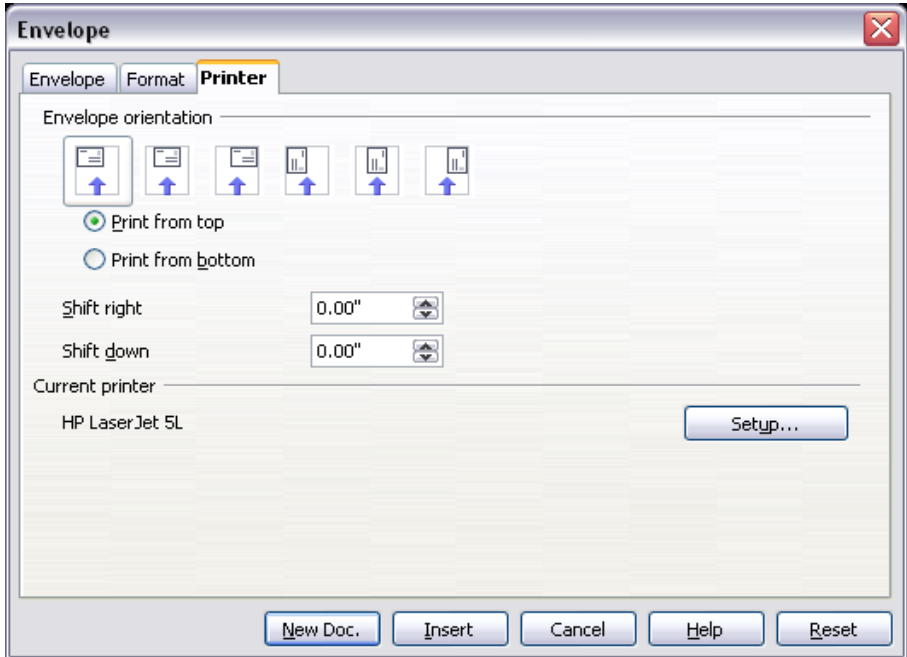 Envelope
Envelope Format Printer
Envelope orientation
Print from top
Print from bottom
Shift right 0.00"
Shift down 0.00"
Current printer
HP LaserJet 5L Setup...
New Doc. Insert Cancel Help Reset